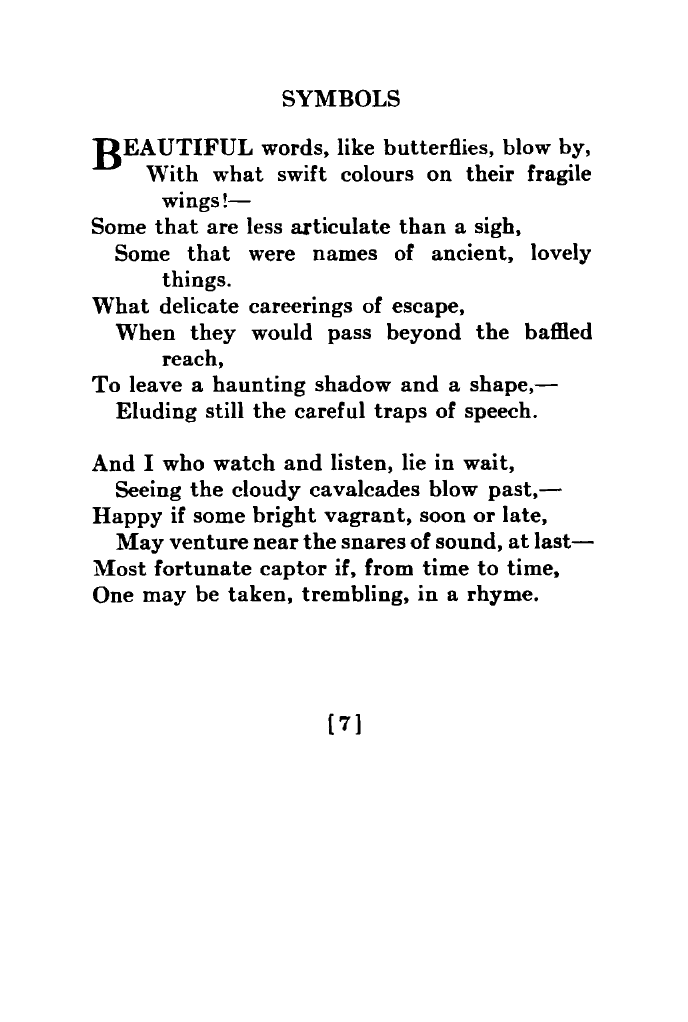 SYMBOLS
BEAUTIFUL words, like butterflies, blow by,
With what swift colours on their fragile
wings!—
Some that are less articulate than a sigh,
Some that were names of ancient, lovely
things.
What delicate careerings of escape,
When they would pass beyond the baffled
reach,
To leave a haunting shadow and a shape,—
Eluding still the careful traps of speech.
And I who watch and listen, lie in wait,
Seeing the cloudy cavalcades blow past,—
Happy if some bright vagrant, soon or late,
May venture near the snares of sound, at last—
Most fortunate captor if, from time to time,
One may be taken, trembling, in a rhyme.
[7]